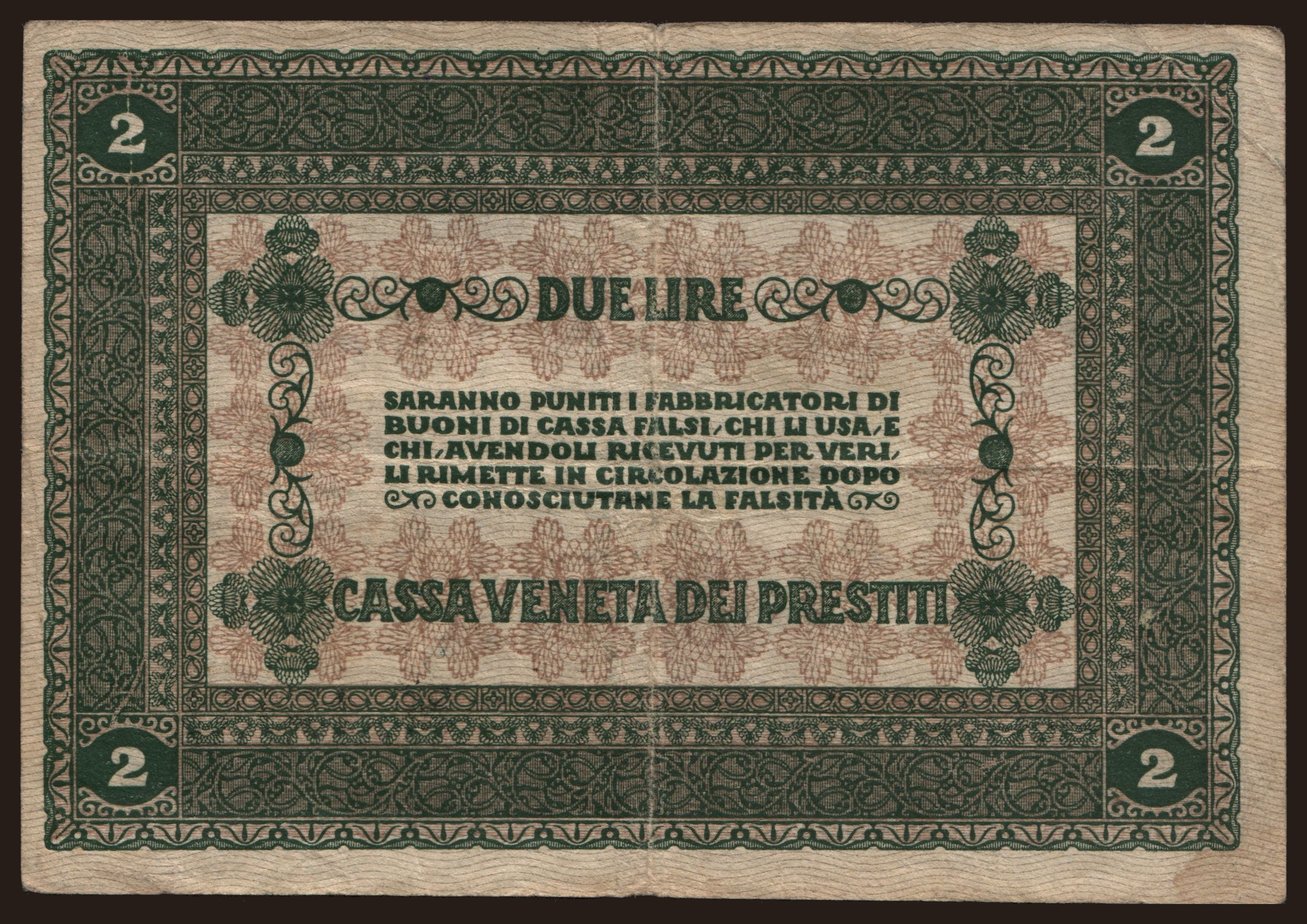 2
2
DUE LIRE
SARANNO PUNITI I FABBRICATORI DI
BUONI DI CASSA FALSI, CHI LI USA, E
CHI, AVENDOLI RICEVUTI PER VERI,
LI RIMETTE IN CIRCOLAZIONE DOPO
CONOSCIUTANE LA FALSITÀ
CASSA VENETA DEI PRESTITI
2
2